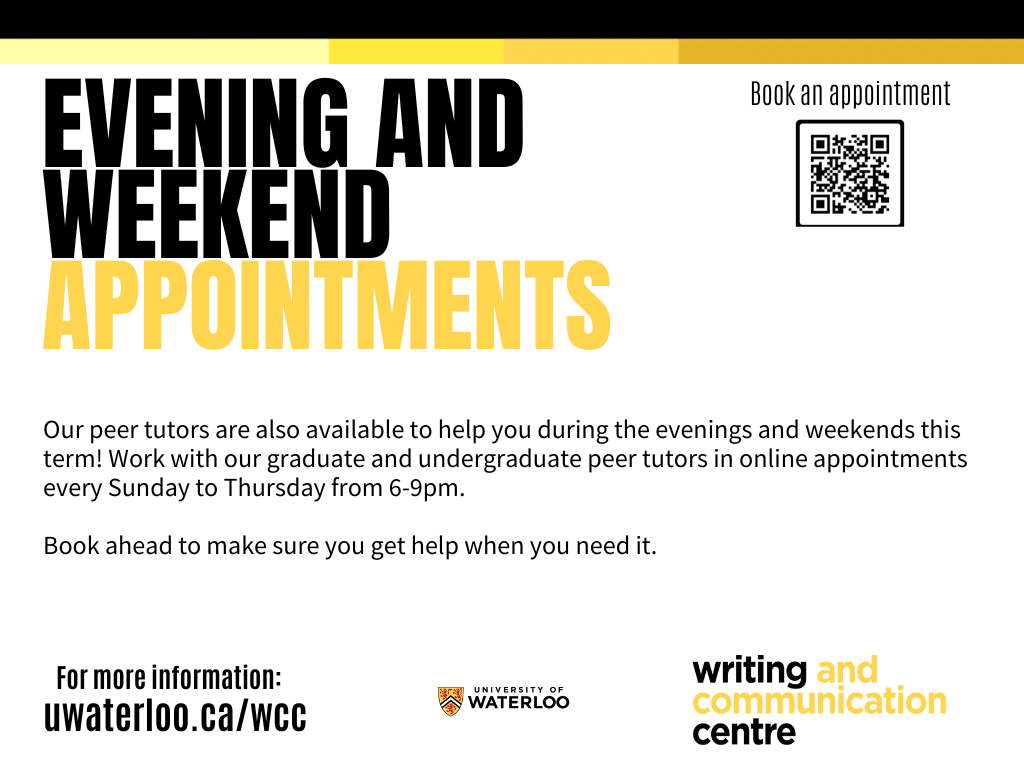 EVENING AND
WEEKEND
APPOINTMENTS
Book an appointment
Our peer tutors are also available to help you during the evenings and weekends this
term! Work with our graduate and undergraduate peer tutors in online appointments
every Sunday to Thursday from 6-9pm.
Book ahead to make sure you get help when you need it.
For more information:
uwaterloo.ca/wcc
UNIVERSITY OF
WATERLOO
writing and
communication
centre